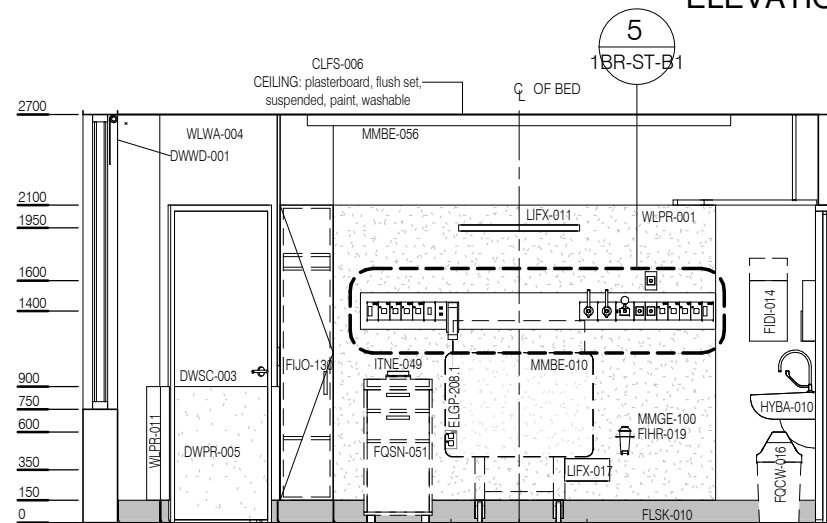 ELEVATIO
5
1BR-ST-B1
CLFS-006
CEILING: plasterboard, flush set,
suspended, paint, washable
CL OF BED
2700
WLWA-004
MMBE-056
DWWD-001
2100
1950
LIFX-011
WLPR-001
1600
1400
FIDI-014
FIJO-130
ITNE-049
ELGP-208.1
MMBE-010
DWSC-003
900
750
600
HYBA-010
WLPR-011
DWPR-005
FQSN-051
MMGE-100
FIHR-019
350
LIFX-017
FQCW-016
150
0
FLSK-010